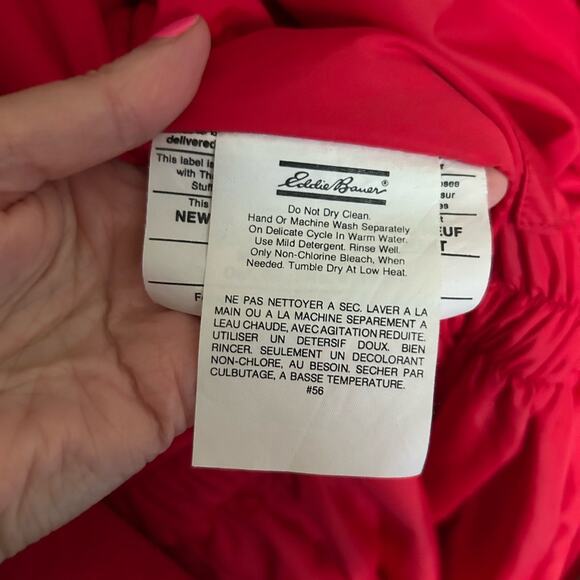 delivered
This label is
with Th
Stuf
This
NEW
Eddie Bauer®
Do Not Dry Clean.
Hand Or Machine Wash Separately
On Delicate Cycle In Warm Water.
Use Mild Detergent. Rinse Well.
Only Non-Chlorine Bleach, When
Needed. Tumble Dry At Low Heat.
NE PAS NETTOYER A SEC. LAVER A LA
MAIN OU A LA MACHINE SEPAREMENT A
LEAU CHAUDE, AVEC AGITATION REDUITE.
UTILISER UN DETERSIF DOUX. BIEN
RINCER. SEULEMENT UN DECOLORANT
NON-CHLORE, AU BESOIN. SECHER PAR
CULBUTAGE, A BASSE TEMPERATURE.
#56
sur
EUF
T